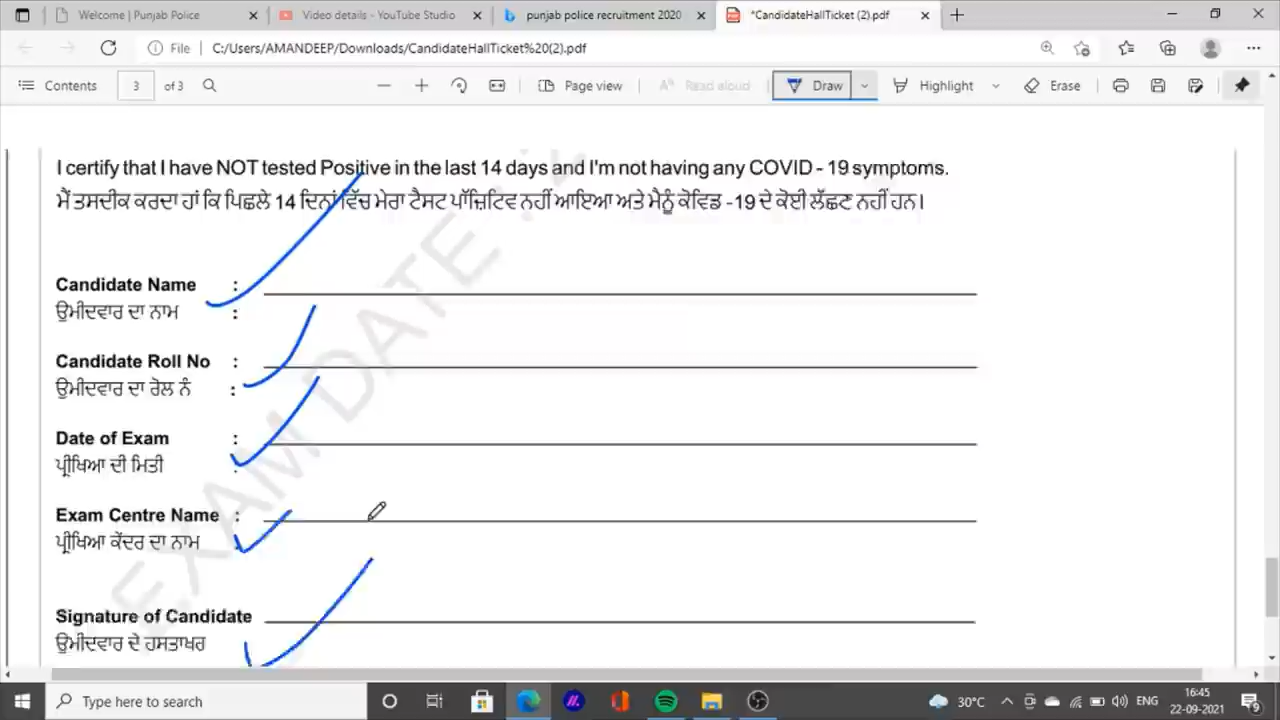 Welcome | Punjab Police
Video details - YouTube Studio
punjab police recruitment 2020
*CandidateHallTicket (2).pdf
File
C:/Users/AMANDEEP/Downloads/CandidateHallTicket%20(2).pdf
Contents
3
of 3
Page view
Read aloud
Draw
Highlight
Erase
I certify that I have NOT tested Positive in the last 14 days and I'm not having any COVID - 19 symptoms.
ਮੈਂ ਤਸਦੀਕ ਕਰਦਾ ਹਾਂ ਕਿ ਪਿਛਲੇ 14 ਦਿਨਾਂ ਵਿੱਚ ਮੇਰਾ ਟੈਸਟ ਪਾੱਜ਼ਿਟਿਵ ਨਹੀਂ ਆਇਆ ਅਤੇ ਮੈਨੂੰ ਕੋਵਿਡ -19 ਦੇ ਕੋਈ ਲੱਛਣ ਨਹੀਂ ਹਨ।
EXAM DATE : 2
Candidate Name :
ਉਮੀਦਵਾਰ ਦਾ ਨਾਮ :
Candidate Roll No :
ਉਮੀਦਵਾਰ ਦਾ ਰੋਲ ਨੰ :
Date of Exam :
ਪ੍ਰੀਖਿਆ ਦੀ ਮਿਤੀ :
Exam Centre Name :
ਪ੍ਰੀਖਿਆ ਕੇਂਦਰ ਦਾ ਨਾਮ :
Signature of Candidate
ਉਮੀਦਵਾਰ ਦੇ ਹਸਤਾਖਰ
Type here to search
30°C
ENG
16:45
22-09-2021
9